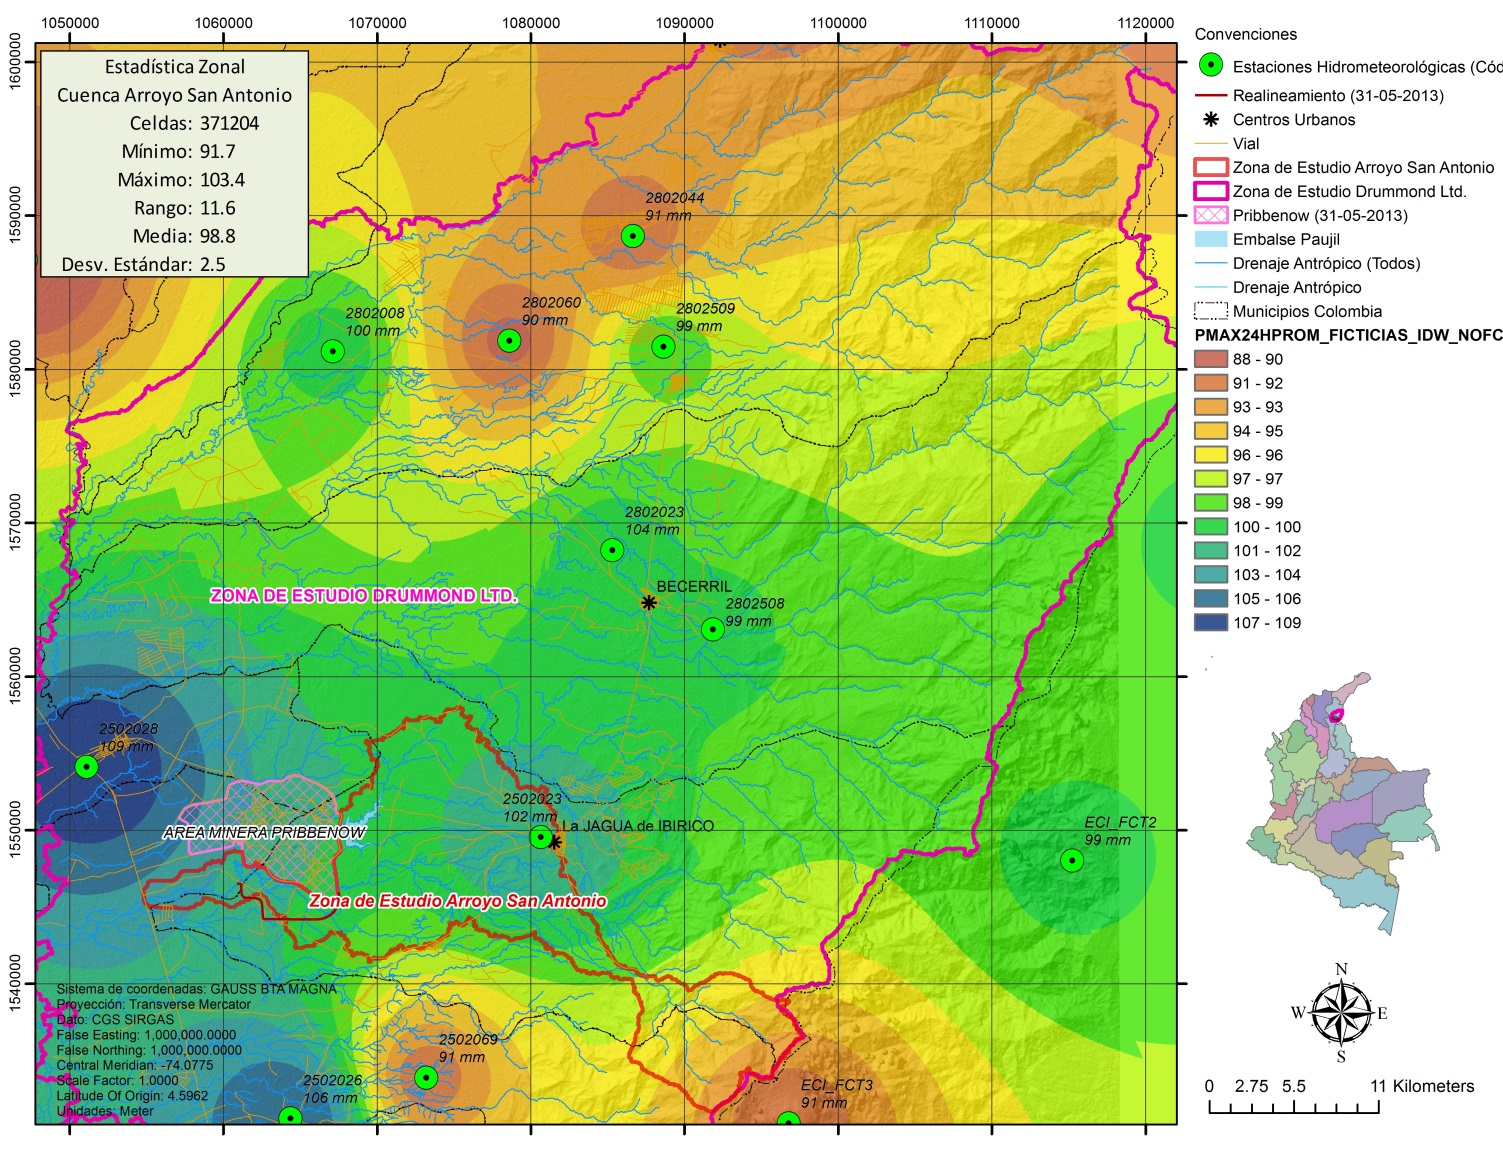 1050000 1060000 1070000 1080000 1090000 1100000 1110000 1120000
1600000
1590000
1580000
1570000
1560000
1550000
1540000
Estadística Zonal
Cuenca Arroyo San Antonio
Celdas: 371204
Mínimo: 91.7
Máximo: 103.4
Rango: 11.6
Media: 98.8
Desv. Estándar: 2.5
2802044
91 mm
2802060
90 mm
2802008
100 mm
2802509
99 mm
2802023
104 mm
ZONA DE ESTUDIO DRUMMOND LTD.
BECERRIL
2802508
99 mm
2502028
109 mm
2502023
102 mm
La JAGUA de IBIRICO
AREA MINERA PRIBBENOW
ECI_FCT2
99 mm
Zona de Estudio Arroyo San Antonio
2502069
91 mm
2502026
106 mm
ECI_FCT3
91 mm
Sistema de coordenadas: GAUSS BTA MAGNA
Proyección: Transverse Mercator
Dato: CGS SIRGAS
False Easting: 1,000,000.0000
False Northing: 1,000,000.0000
Central Meridian: -74.0775
Scale Factor: 1.0000
Latitude Of Origin: 4.5962
Unidades: Meter
Convenciones
Estaciones Hidrometeorológicas (Cód
Realineamiento (31-05-2013)
Centros Urbanos
Vial
Zona de Estudio Arroyo San Antonio
Zona de Estudio Drummond Ltd.
Pribbenow (31-05-2013)
Embalse Paujil
Drenaje Antrópico (Todos)
Drenaje Antrópico
Municipios Colombia
PMAX24HPROM_FICTICIAS_IDW_NOFC
88 - 90
91 - 92
93 - 93
94 - 95
96 - 96
97 - 97
98 - 99
100 - 100
101 - 102
103 - 104
105 - 106
107 - 109
N
W E
S
0 2.75 5.5 11 Kilometers